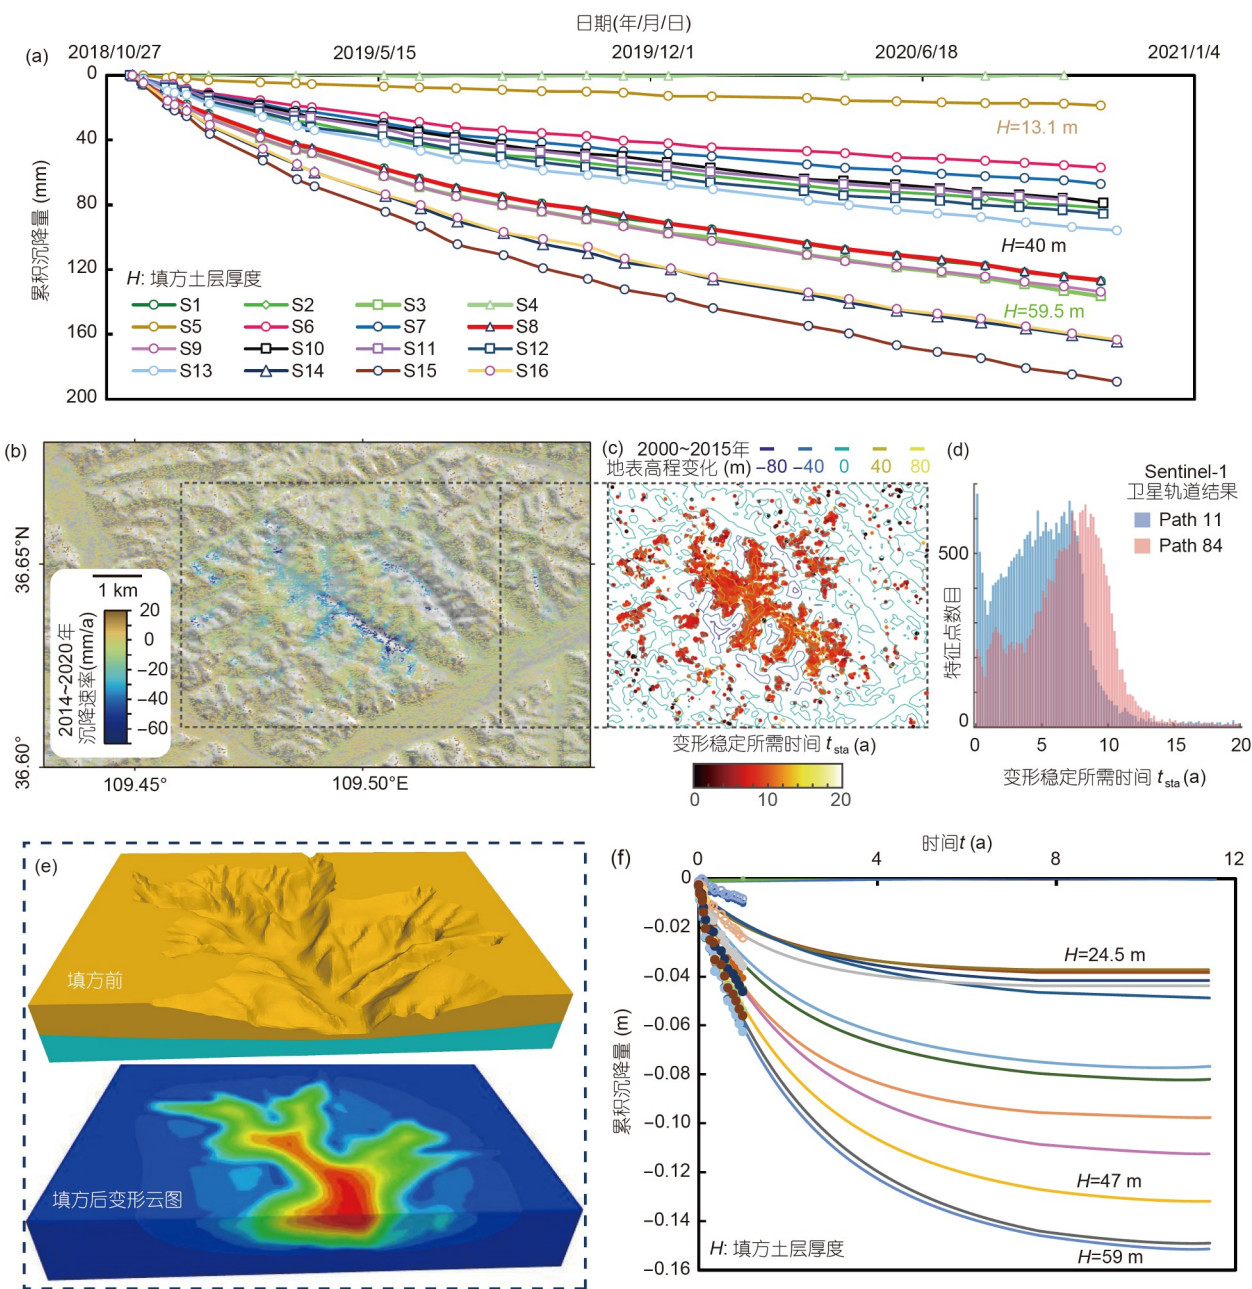 日期(年/月/日)
(a) 2018/10/27 2019/5/15 2019/12/1 2020/6/18 2021/1/4
0
40
80
120
160
200
累积沉降量 (mm)
H=13.1 m
H=40 m
H=59.5 m
H: 填方土层厚度
S1 S2 S3 S4
S5 S6 S7 S8
S9 S10 S11 S12
S13 S14 S15 S16
(b)
36.65°N
36.60°
109.45° 109.50°E
1 km
2014~2020年
沉降速率(mm/a)
20
0
−20
−40
−60
(c) 2000~2015年
地表高程变化 (m) −80 −40 0 40 80
变形稳定所需时间 tsta (a)
0 10 20
(d)
Sentinel-1
卫星轨道结果
Path 11
Path 84
特征点数目
500
0
0 5 10 15 20
变形稳定所需时间 tsta (a)
(e)
填方前
填方后变形云图
(f)
时间t (a)
0 4 8 12
0
−0.02
−0.04
−0.06
−0.08
−0.10
−0.12
−0.14
−0.16
累积沉降量 (m)
H=24.5 m
H=47 m
H=59 m
H: 填方土层厚度